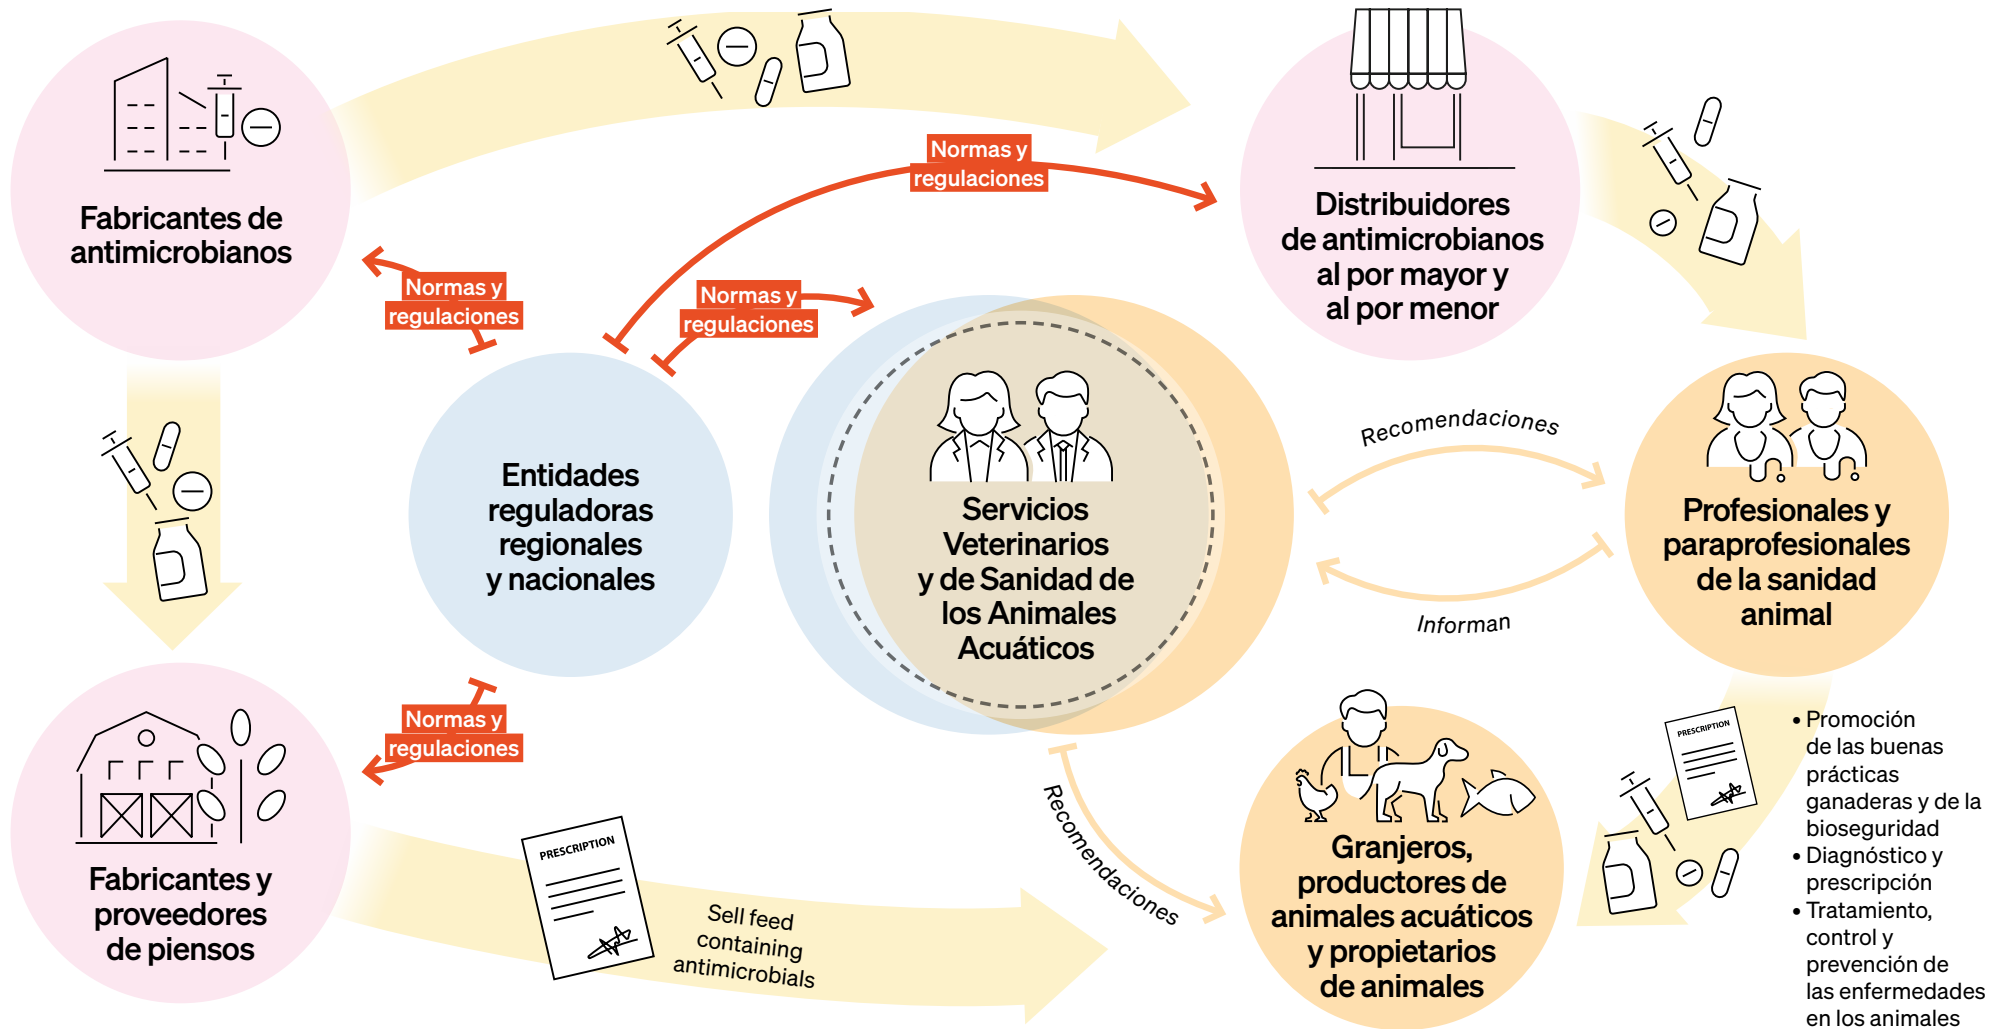 Fabricantes de
antimicrobianos
Normas y
regulaciones
Distribuidores
de antimicrobianos
al por mayor y
al por menor
Normas y
regulaciones
Normas y
regulaciones
Entidades
reguladoras
regionales
y nacionales
Servicios
Veterinarios
y de Sanidad de
los Animales
Acuáticos
Recomendaciones
Informan
Profesionales y
paraprofesionales
de la sanidad
animal
Normas y
regulaciones
Fabricantes y
proveedores
de piensos
PRESCRIPTION
Sell feed
containing
antimicrobials
Recomendaciones
Granjeros,
productores de
animales acuáticos
y propietarios
de animales
PRESCRIPTION
• Promoción
de las buenas
prácticas
ganaderas y de la
bioseguridad
• Diagnóstico y
prescripción
• Tratamiento,
control y
prevención de
las enfermedades
en los animales